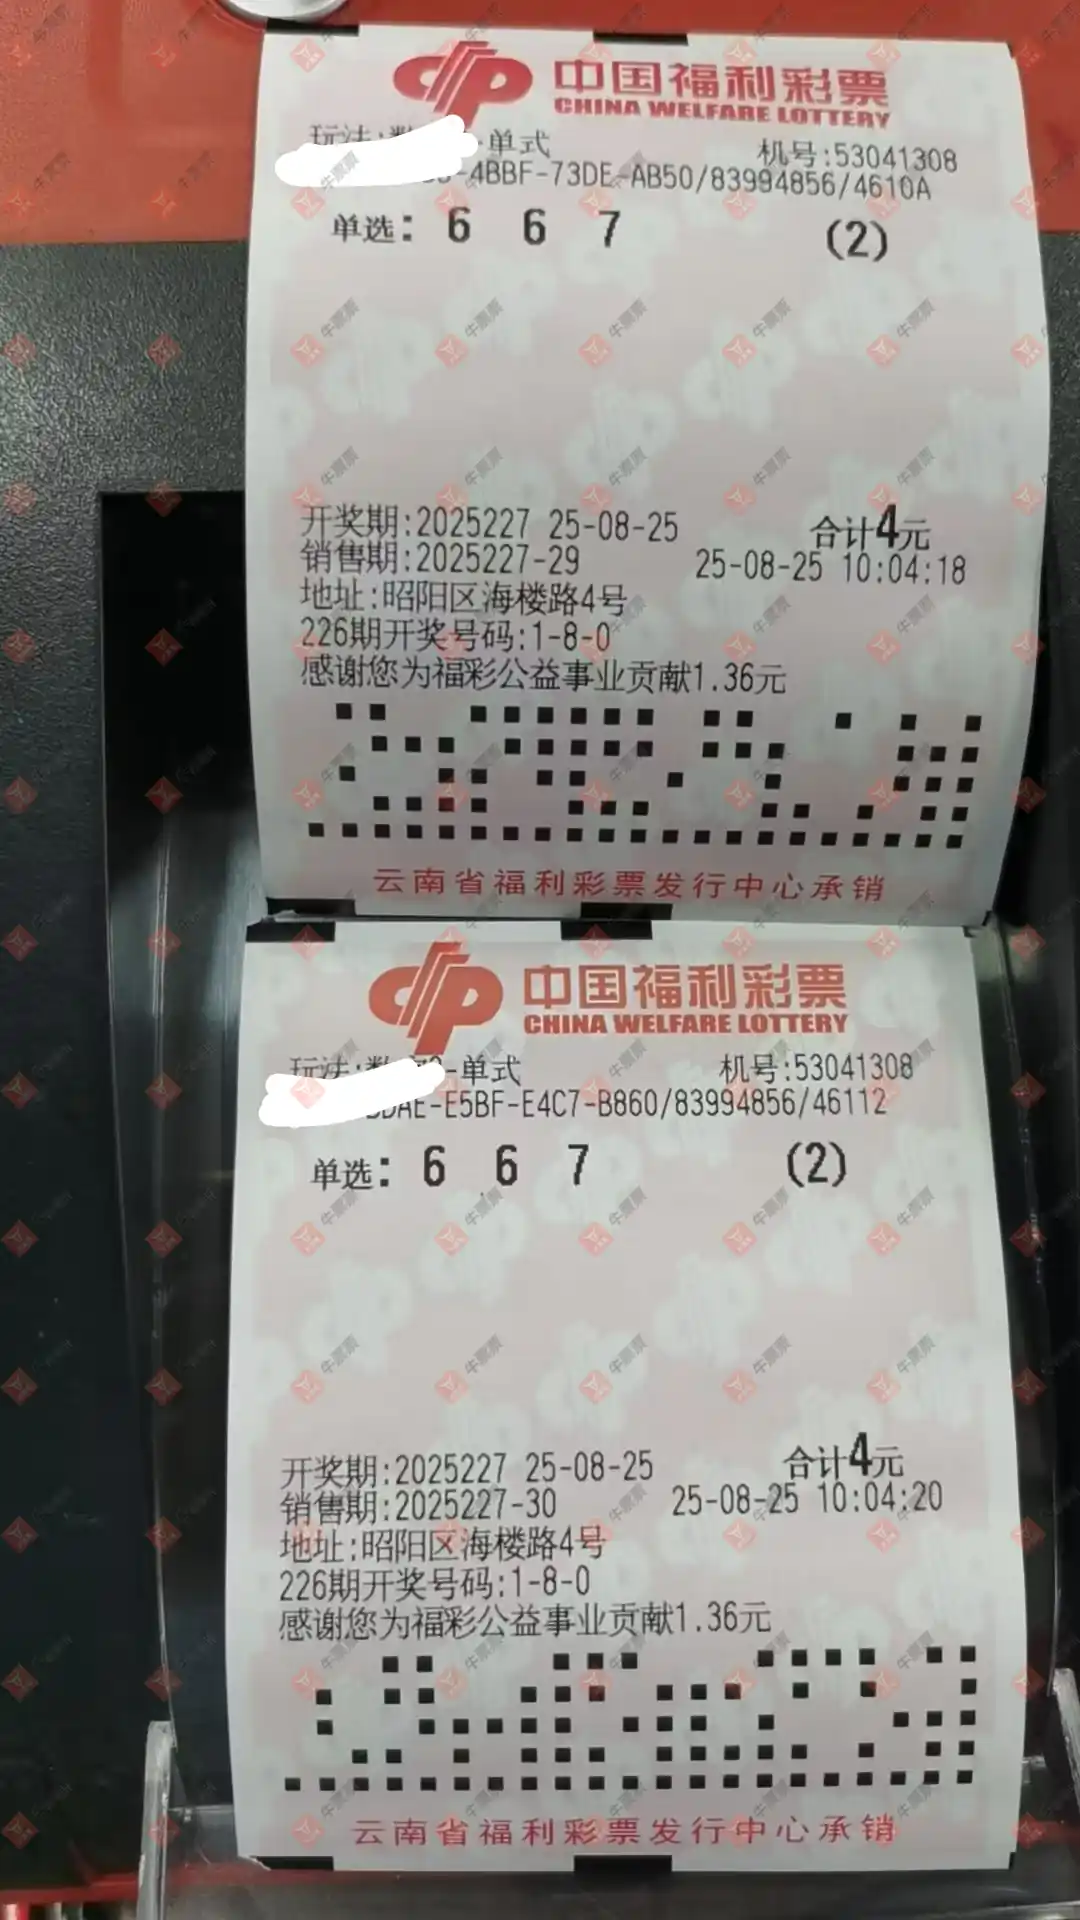 中国福利彩票
CHINA WELFARE LOTTERY
玩法:数 -单式 机号:53041308
-4BBF-73DE-AB50/83994856/4610A
单选: 6 6 7 (2)
开奖期:2025227 25-08-25 合计4元
销售期:2025227-29 25-08-25 10:04:18
地址:昭阳区海楼路4号
226期开奖号码:1-8-0
感谢您为福彩公益事业贡献1.36元
云南省福利彩票发行中心承销
中国福利彩票
CHINA WELFARE LOTTERY
玩法:数 -单式 机号:53041308
-E5BF-E4C7-B860/83994856/46112
单选: 6 6 7 (2)
开奖期:2025227 25-08-25 合计4元
销售期:2025227-30 25-08-25 10:04:20
地址:昭阳区海楼路4号
226期开奖号码:1-8-0
感谢您为福彩公益事业贡献1.36元
云南省福利彩票发行中心承销